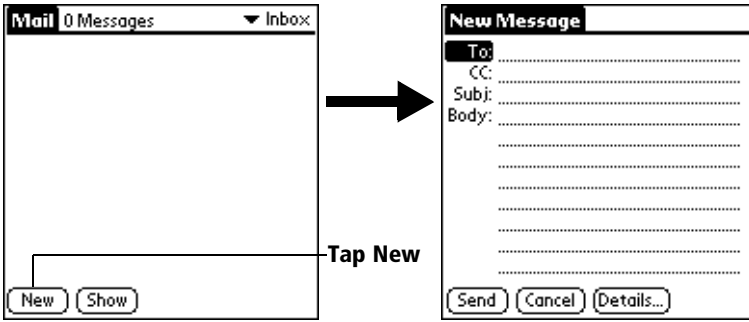 Mail 0 Messages Inbox
Tap New
New Show
New Message
To:
CC:
Subj:
Body:
Send Cancel Details...